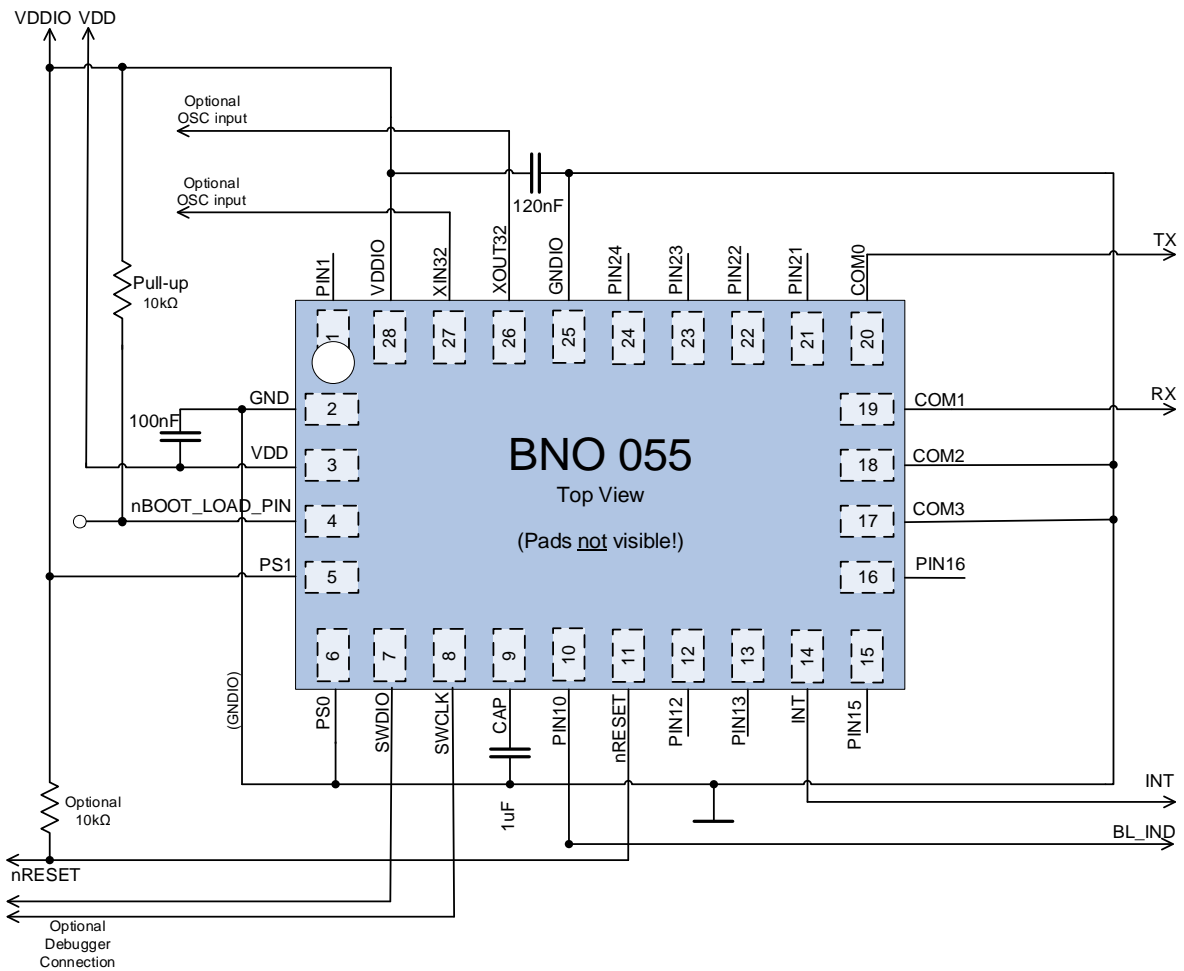 VDDIO VDD
Optional
OSC input
Optional
OSC input
120nF
TX
PIN1
VDDIO
XIN32
XOUT32
GNDIO
PIN24
PIN23
PIN22
PIN21
COM0
Pull-up
10kΩ
1
28
27
26
25
24
23
22
21
20
GND
2
19
COM1
RX
100nF
VDD
3
BNO 055
18
COM2
Top View
nBOOT_LOAD_PIN
4
17
COM3
(Pads not visible!)
PS1
5
16
PIN16
6
7
8
9
10
11
12
13
14
15
(GNDIO)
PS0
SWDIO
SWCLK
CAP
PIN10
nRESET
PIN12
PIN13
INT
PIN15
Optional
10kΩ
1uF
INT
BL_IND
nRESET
Optional
Debugger
Connection